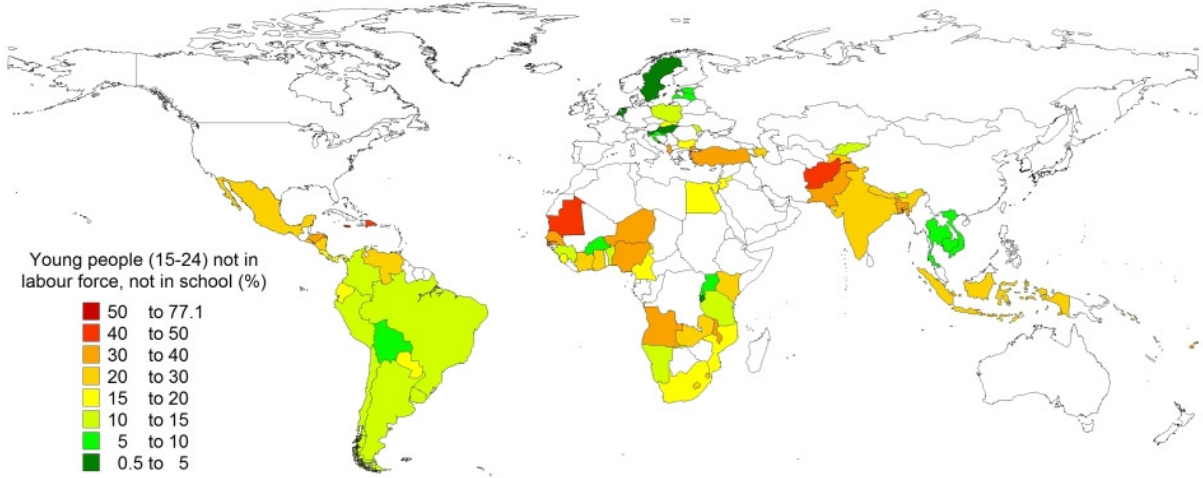 Young people (15-24) not in
labour force, not in school (%)
50 to 77.1
40 to 50
30 to 40
20 to 30
15 to 20
10 to 15
5 to 10
0.5 to 5